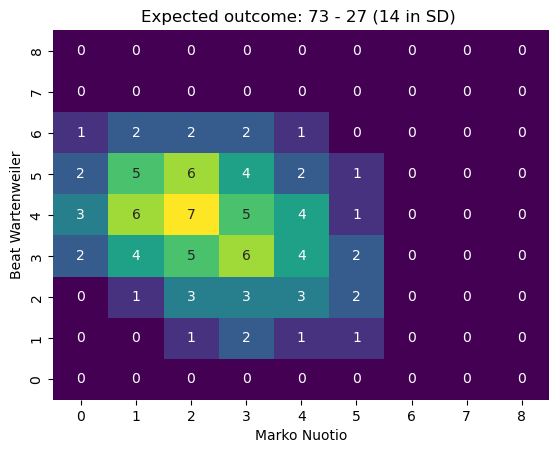 Expected outcome: 73 - 27 (14 in SD)
Beat Wartenweiler
8 0 0 0 0 0 0 0 0 0
7 0 0 0 0 0 0 0 0 0
6 1 2 2 2 1 0 0 0 0
5 2 5 6 4 2 1 0 0 0
4 3 6 7 5 4 1 0 0 0
3 2 4 5 6 4 2 0 0 0
2 0 1 3 3 3 2 0 0 0
1 0 0 1 2 1 1 0 0 0
0 0 0 0 0 0 0 0 0 0
0 1 2 3 4 5 6 7 8
Marko Nuotio